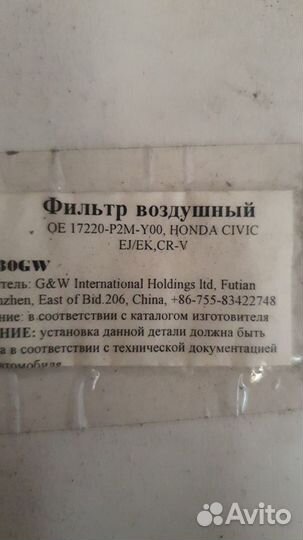 Фильтр воздушный
OE 17220-P2M-Y00, HONDA CIVIC
EJ/EK,CR-V
30GW
тель: G&W International Holdings ltd, Futian
nzhen, East of Bid.206, China, +86-755-83422748
ние: в соответствии с каталогом изготовителя
НИЕ: установка данной детали должна быть
а в соответствии с технической документацией
втомобиля
Avito